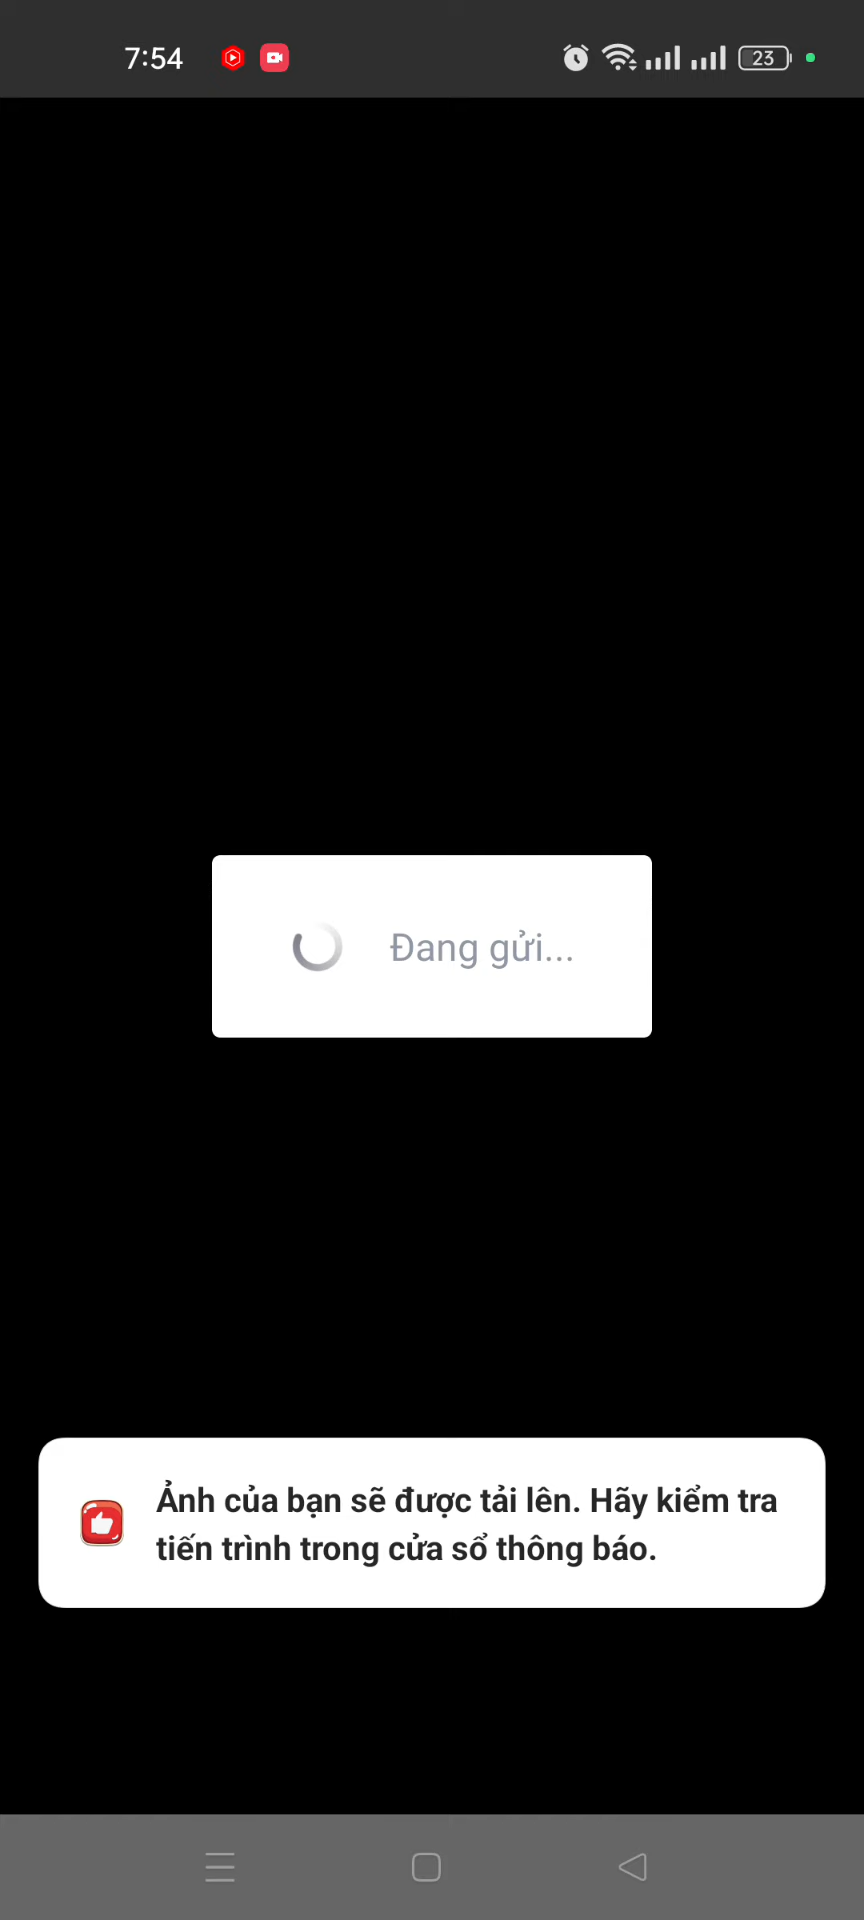 7:54
23
Đang gửi...
Ảnh của bạn sẽ được tải lên. Hãy kiểm tra
tiến trình trong cửa sổ thông báo.